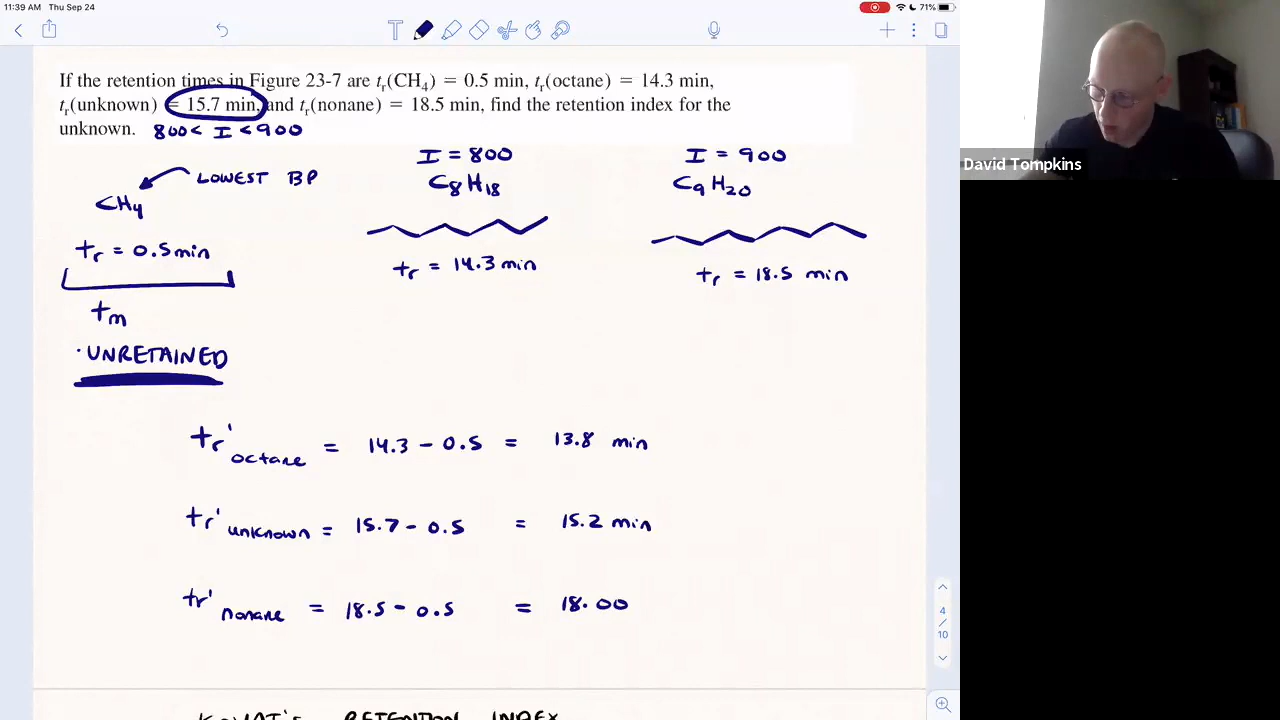 11:39 AM Thu Sep 24
71%
If the retention times in Figure 23-7 are tr(CH4) = 0.5 min, tr(octane) = 14.3 min,
tr(unknown) = 15.7 min, and tr(nonane) = 18.5 min, find the retention index for the
unknown. 800 < I < 900
I = 800
I = 900
LOWEST BP
C8H18
C9H20
CH4
tr = 0.5 min
tr = 14.3 min
tr = 18.5 min
tm
· UNRETAINED
tr' octane = 14.3 - 0.5 = 13.8 min
tr' unknown = 15.7 - 0.5 = 15.2 min
tr' nonane = 18.5 - 0.5 = 18.00
4
/
10
RETENTION INDEX
David Tompkins
T